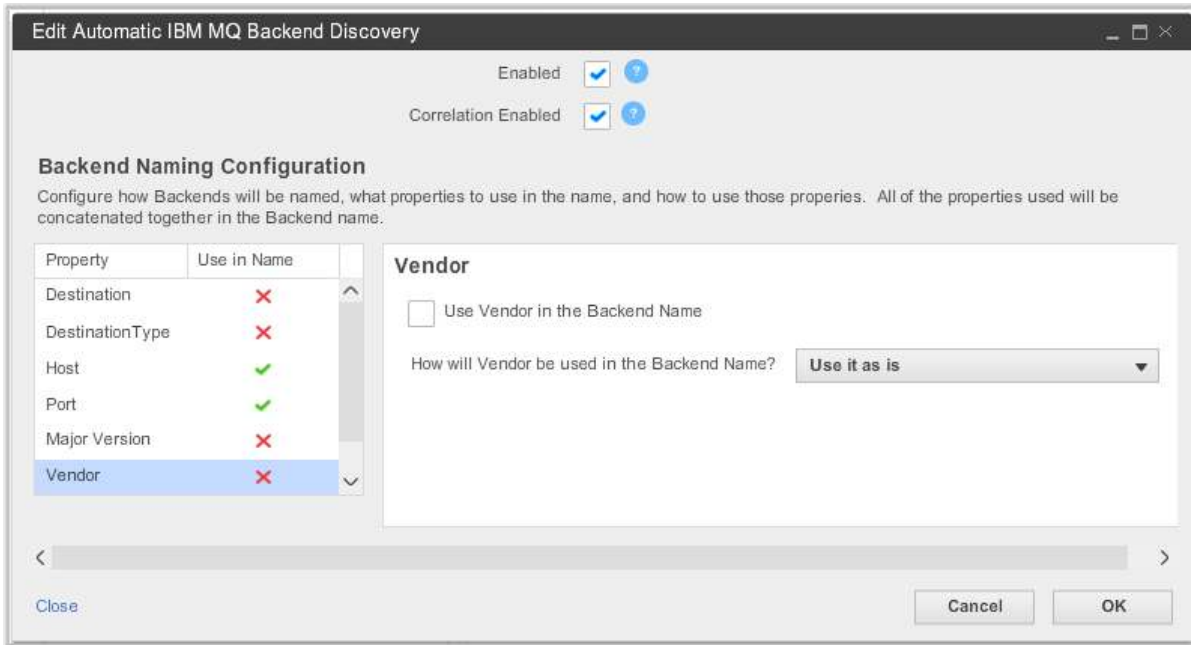 Edit Automatic IBM MQ Backend Discovery
Enabled ?
Correlation Enabled ?
Backend Naming Configuration
Configure how Backends will be named, what properties to use in the name, and how to use those properies. All of the properties used will be
concatenated together in the Backend name.
Property Use in Name
Destination
DestinationType
Host
Port
Major Version
Vendor
Vendor
Use Vendor in the Backend Name
How will Vendor be used in the Backend Name? Use it as is
Close Cancel OK